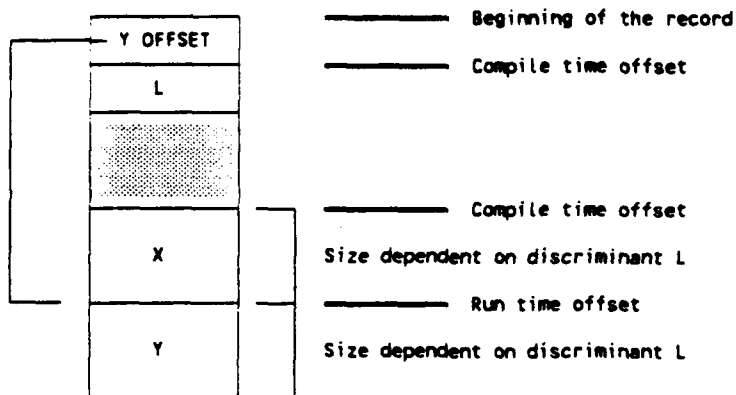 Beginning of the record
Y OFFSET
Compile time offset
L
Compile time offset
X
Size dependent on discriminant L
Run time offset
Y
Size dependent on discriminant L